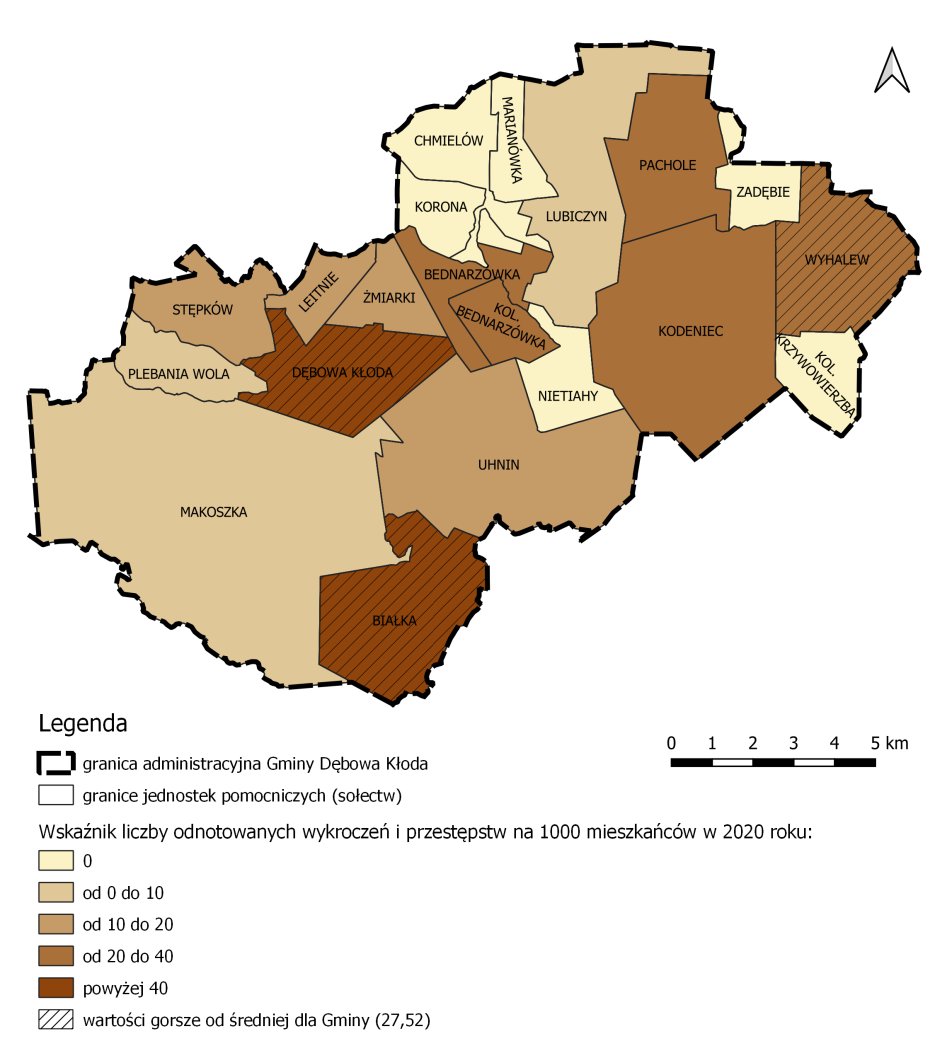 MARIANÓWKA
CHMIELÓW
PACHOLE
ZADĘBIE
KORONA
LUBICZYN
WYHALEW
BEDNARZÓWKA
LEITNIE
ŻMIARKI
STĘPKÓW
KOL.
BEDNARZÓWKA
KODENIEC
KOL.
KRZYWOWIERZBA
PLEBANIA WOLA
DĘBOWA KŁODA
NIETIAHY
UHNIN
MAKOSZKA
BIAŁKA
Legenda
granica administracyjna Gminy Dębowa Kłoda
granice jednostek pomocniczych (sołectw)
0 1 2 3 4 5 km
Wskaźnik liczby odnotowanych wykroczeń i przestępstw na 1000 mieszkańców w 2020 roku:
0
od 0 do 10
od 10 do 20
od 20 do 40
powyżej 40
wartości gorsze od średniej dla Gminy (27,52)